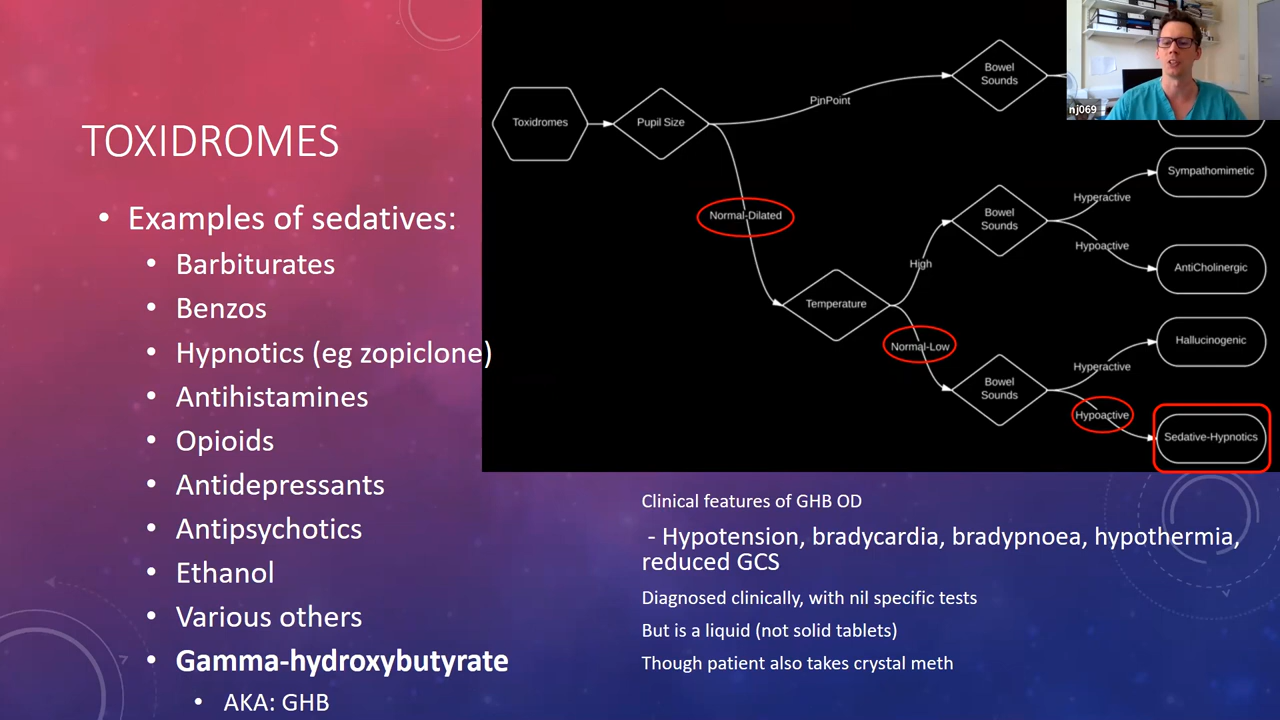 TOXIDROMES
• Examples of sedatives:
• Barbiturates
• Benzos
• Hypnotics (eg zopiclone)
• Antihistamines
• Opioids
• Antidepressants
• Antipsychotics
• Ethanol
• Various others
• Gamma-hydroxybutyrate
• AKA: GHB
Toxidromes
Pupil Size
PinPoint
Bowel
Sounds
nj069
Normal-Dilated
Temperature
High
Bowel
Sounds
Hyperactive
Sympathomimetic
Hypoactive
AntiCholinergic
Normal-Low
Bowel
Sounds
Hyperactive
Hallucinogenic
Hypoactive
Sedative-Hypnotics
Clinical features of GHB OD
- Hypotension, bradycardia, bradypnoea, hypothermia,
reduced GCS
Diagnosed clinically, with nil specific tests
But is a liquid (not solid tablets)
Though patient also takes crystal meth